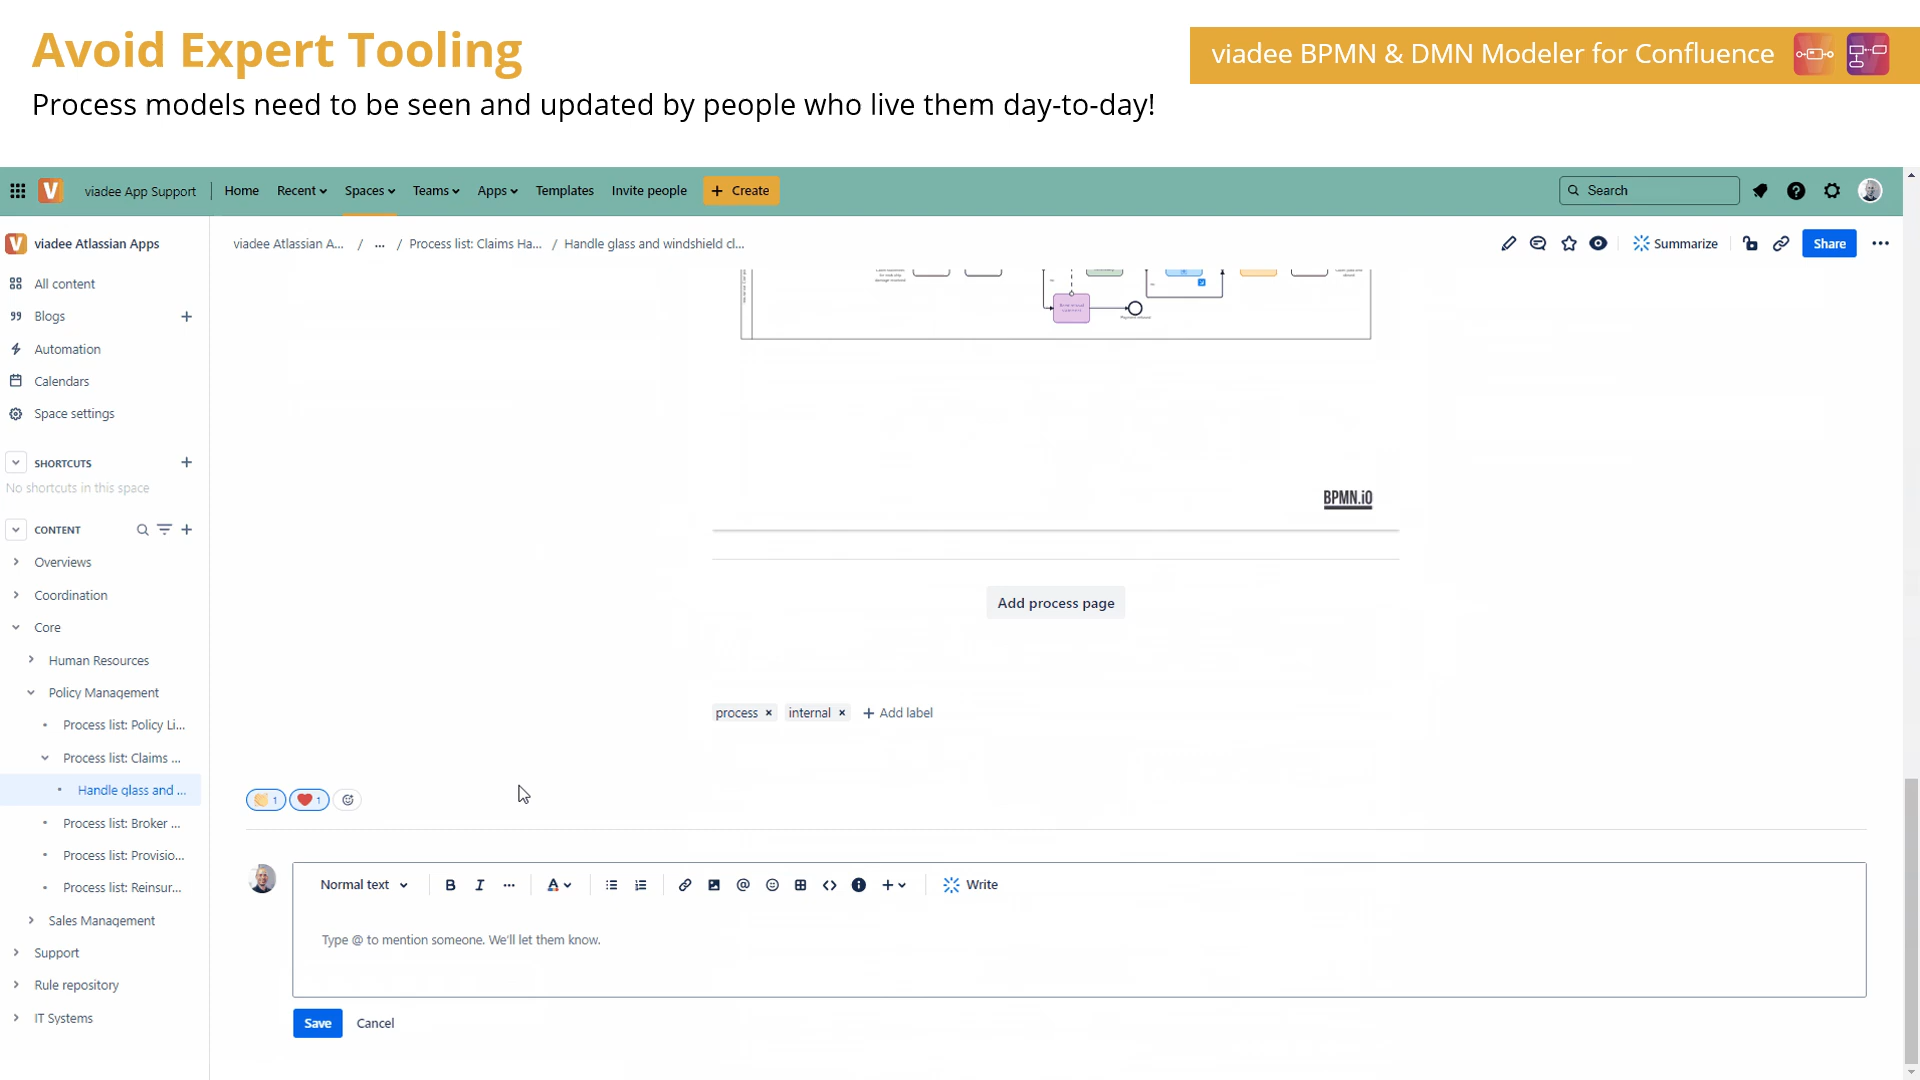 Avoid Expert Tooling
viadee BPMN & DMN Modeler for Confluence
Process models need to be seen and updated by people who live them day-to-day!
V
viadee App Support
Home
Recent
Spaces
Teams
Apps
Templates
Invite people
+ Create
Search
V viadee Atlassian Apps
viadee Atlassian A... / ... / Process list: Claims Ha... / Handle glass and windshield cl...
Summarize
Share
All content
Blogs
Automation
Calendars
Space settings
SHORTCUTS
No shortcuts in this space
CONTENT
Overviews
Coordination
Core
Human Resources
Policy Management
Process list: Policy Li...
Process list: Claims ...
Handle glass and ...
Process list: Broker ...
Process list: Provisio...
Process list: Reinsur...
Sales Management
Support
Rule repository
IT Systems
BPMN.iO
Add process page
process ×
internal ×
+ Add label
1
1
Normal text
B
I
A
Write
Type @ to mention someone. We'll let them know.
Save
Cancel